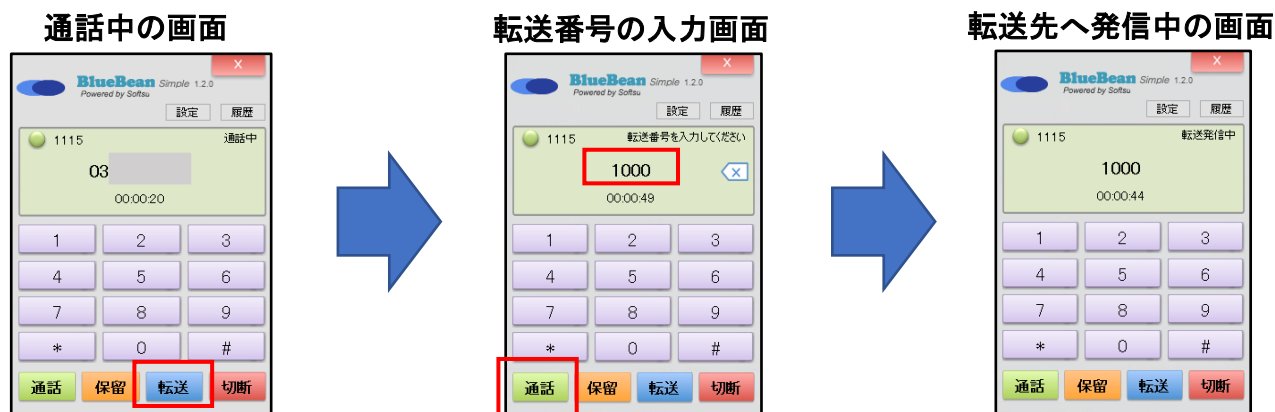 通話中の画面
X
BlueBean Simple 1.2.0
Powered by Softsu
設定 履歴
1115 通話中
03
00:00:20
1 2 3
4 5 6
7 8 9
* 0 #
通話 保留 転送 切断
転送番号の入力画面
X
BlueBean Simple 1.2.0
Powered by Softsu
設定 履歴
1115 転送番号を入力してください
1000
00:00:49
1 2 3
4 5 6
7 8 9
* 0 #
通話 保留 転送 切断
転送先へ発信中の画面
X
BlueBean Simple 1.2.0
Powered by Softsu
設定 履歴
1115 転送発信中
1000
00:00:44
1 2 3
4 5 6
7 8 9
* 0 #
通話 保留 転送 切断